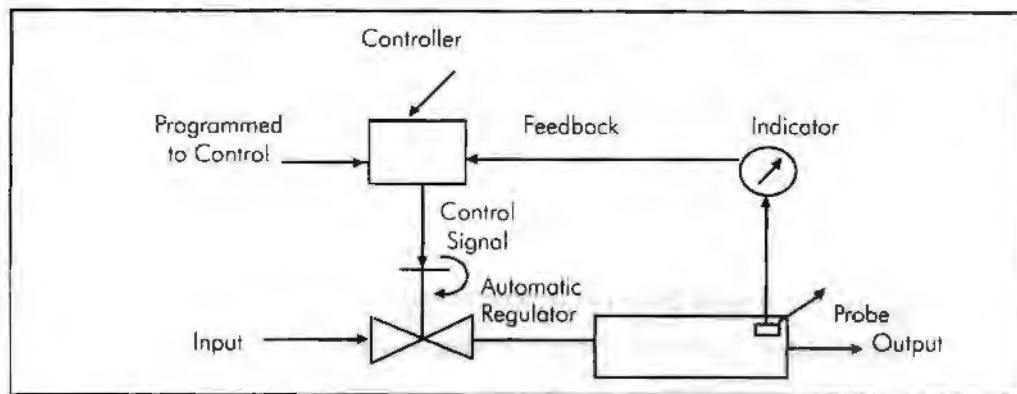 Controller
Programmed
to Control
Feedback
Indicator
Control
Signal
Automatic
Regulator
Input
Probe
Output